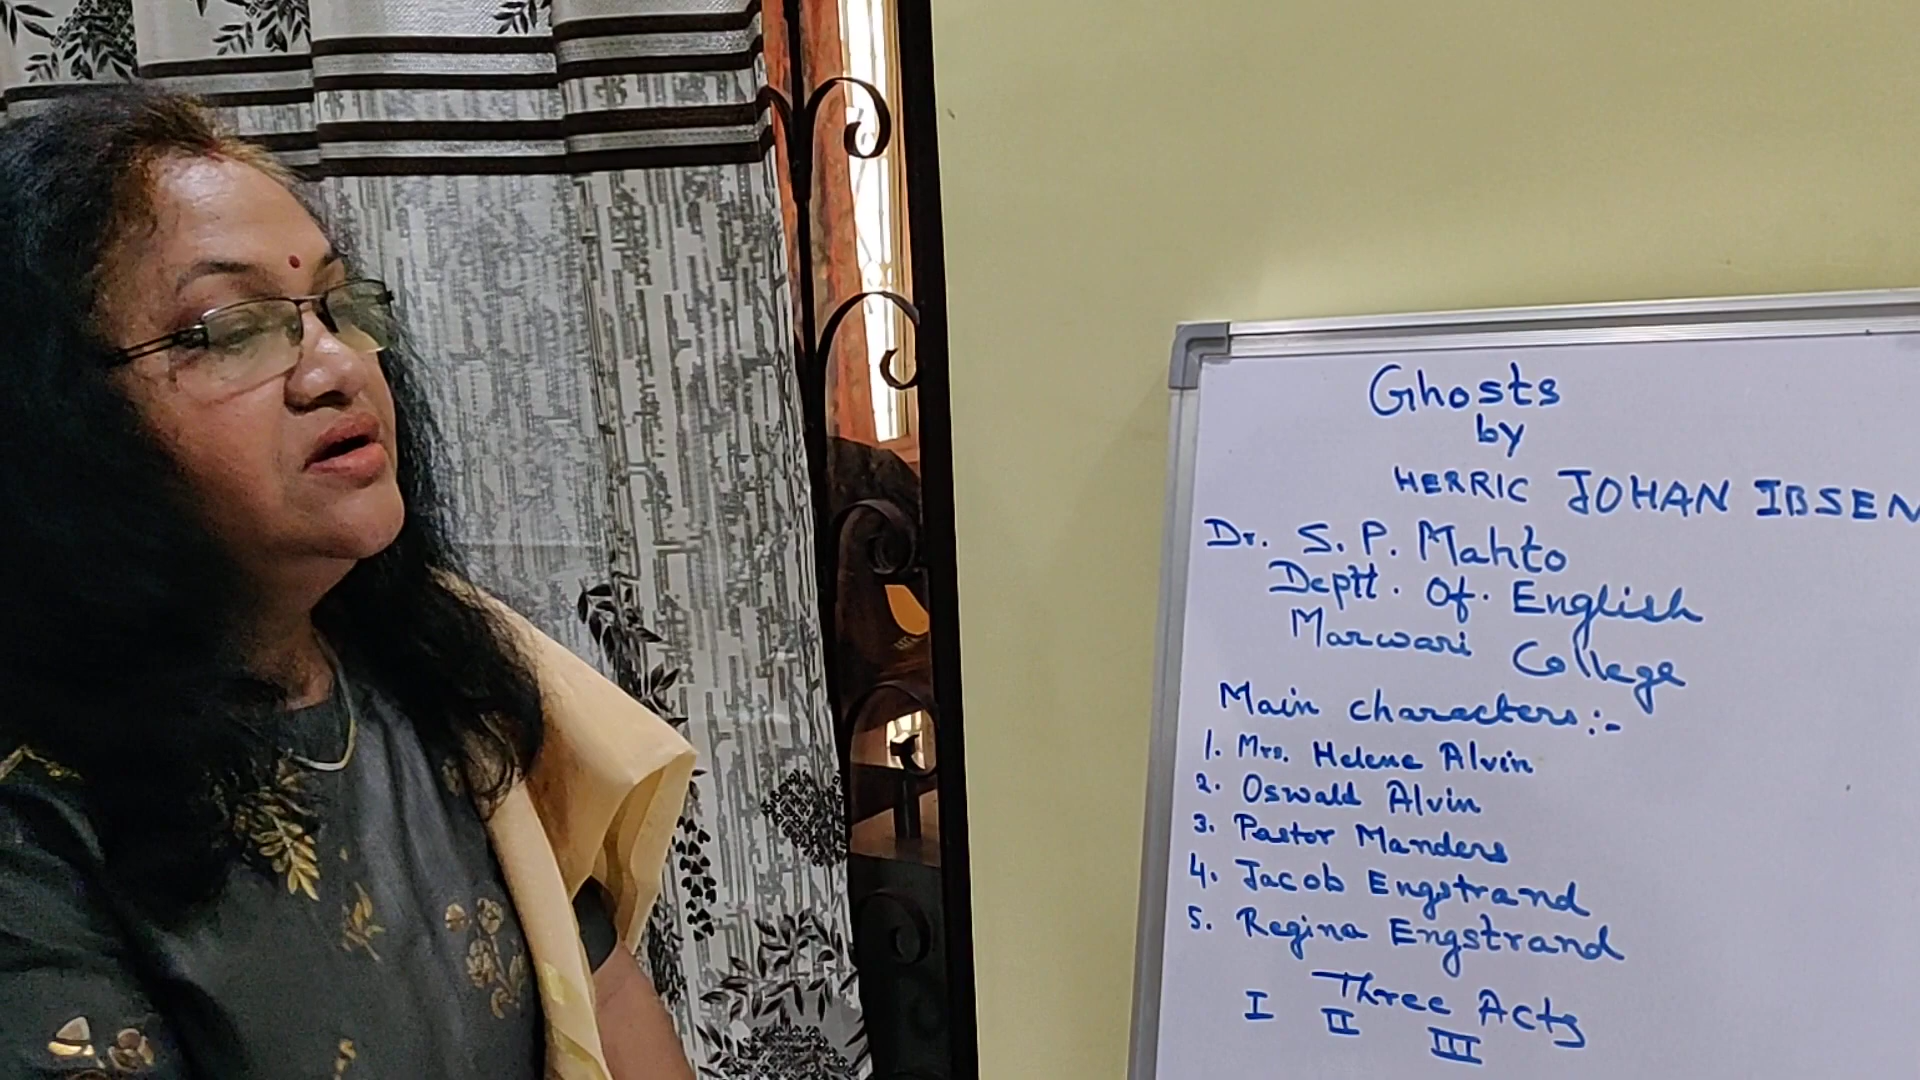 Ghosts
by
HERRIC JOHAN IBSEN
Dr. S. P. Mahto
Deptt. Of. English
Marwari College
Main characters:-
1. Mrs. Helene Alvin
2. Oswald Alvin
3. Pastor Manders
4. Jacob Engstrand
5. Regina Engstrand
Three Acts
I II III